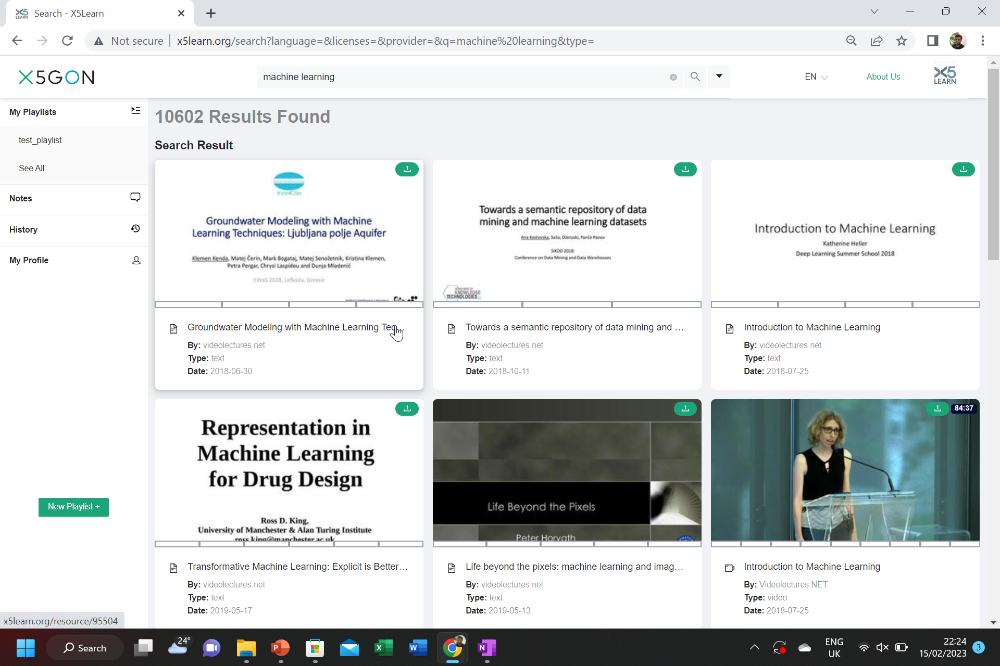 X5 LEARN Search - X5Learn
Not secure x5learn.org/search?language=&licenses=&provider=&q=machine%20learning&type=
X5GON
machine learning
EN
About Us
X5 LEARN
My Playlists
test_playlist
See All
Notes
History
My Profile
New Playlist +
10602 Results Found
Search Result
Groundwater Modeling with Machine
Learning Techniques: Ljubljana polje Aquifer
Klemen Kenda, Matej Čerin, Mark Bogataj, Matej Senožetnik, Kristina Klemen,
Petra Pergar, Chrysi Laspidou and Dunja Mladenić
EWaS 2018, Lefkada, Greece
Groundwater Modeling with Machine Learning Teq...
By: videolectures.net
Type: text
Date: 2018-06-30
Towards a semantic repository of data
mining and machine learning datasets
Ana Kostovska, Sašo, Džeroski, Panče Panov
SiKDD 2018:
Conference on Data Mining and Data Warehouses
DEPARTMENT OF
KNOWLEDGE
TECHNOLOGIES
Towards a semantic repository of data mining and ...
By: videolectures.net
Type: text
Date: 2018-10-11
Introduction to Machine Learning
Katherine Heller
Deep Learning Summer School 2018
Introduction to Machine Learning
By: videolectures.net
Type: text
Date: 2018-07-25
Representation in
Machine Learning
for Drug Design
Ross D. King,
University of Manchester & Alan Turing Institute
ross.king@manchester.ac.uk
Transformative Machine Learning: Explicit is Better...
By: videolectures.net
Type: text
Date: 2019-05-17
Life Beyond the Pixels
Peter Horvath
Life beyond the pixels: machine learning and imag...
By: videolectures.net
Type: text
Date: 2019-05-13
84:37
Introduction to Machine Learning
By: Videolectures.NET
Type: video
Date: 2018-07-25
x5learn.org/resource/95504
Search
24°
ENG
UK
22:24
15/02/2023
3